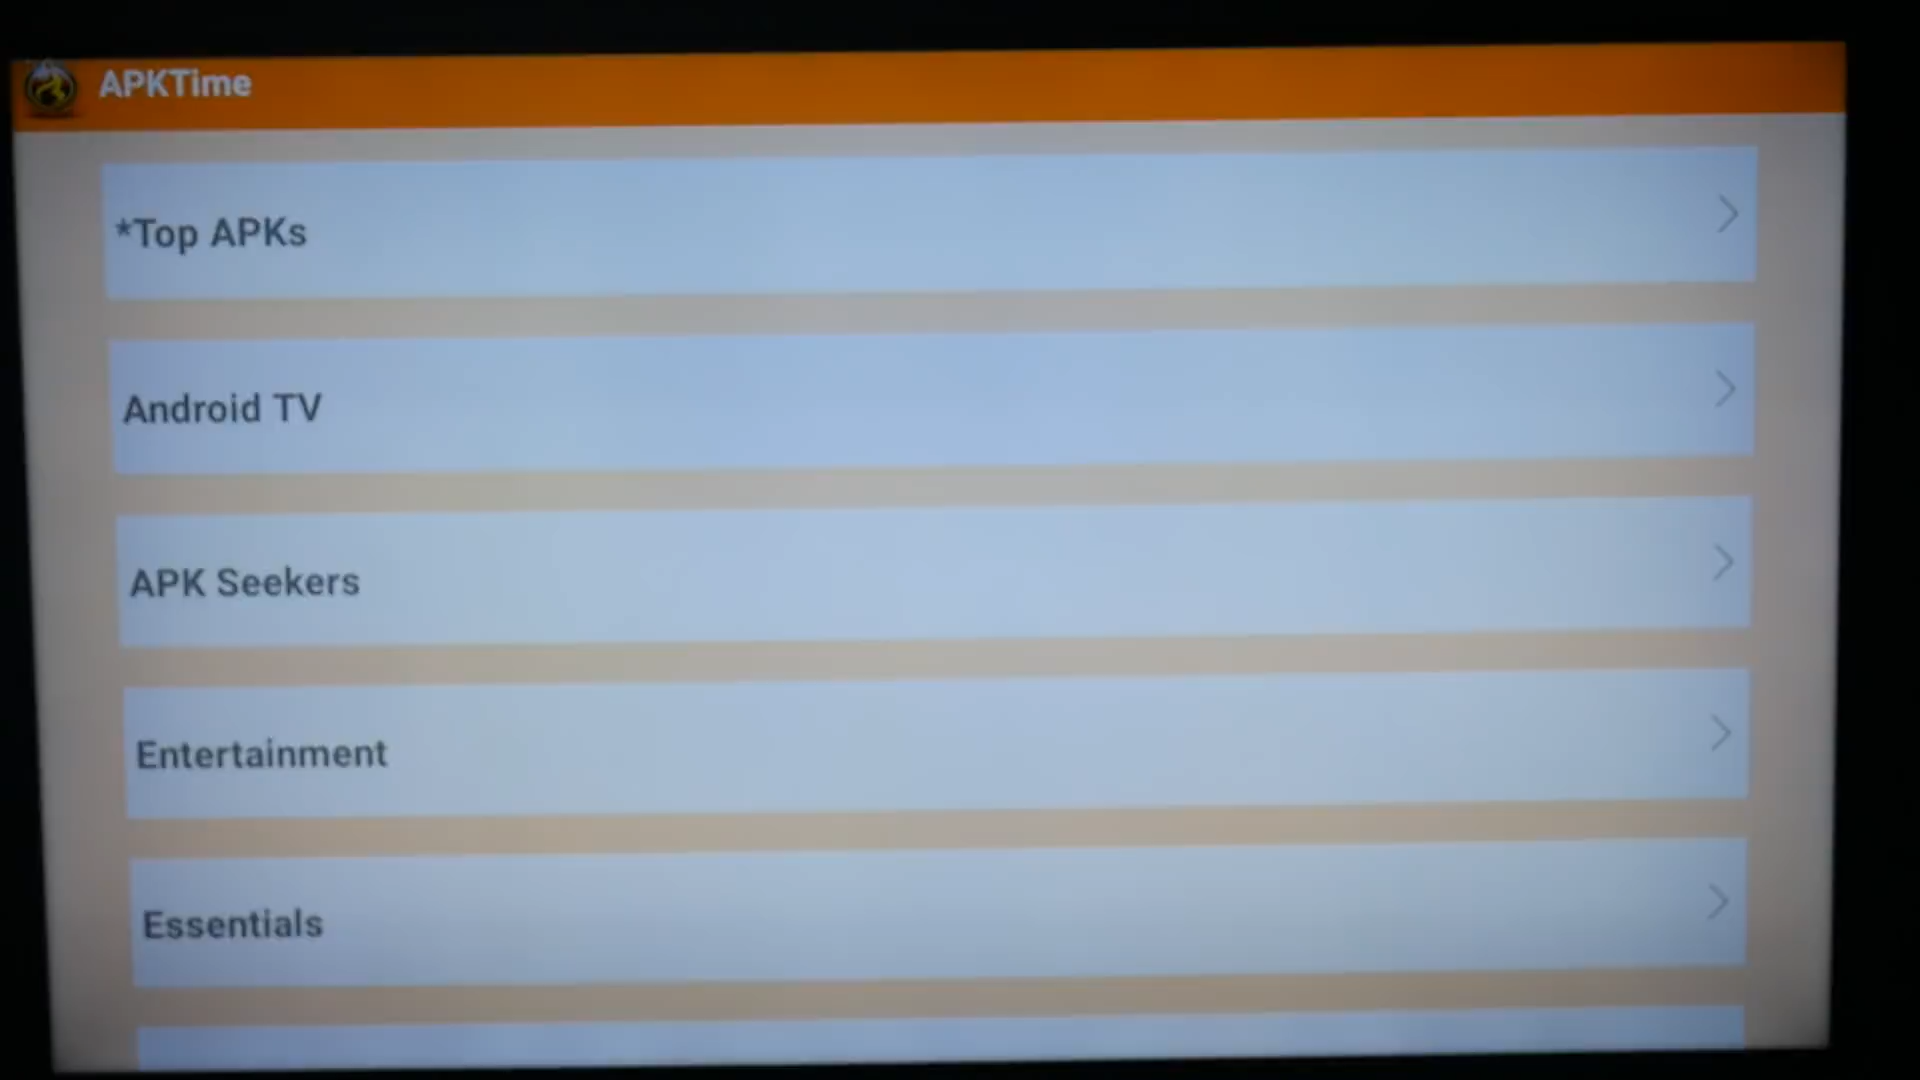 APKTime
*Top APKs
Android TV
APK Seekers
Entertainment
Essentials